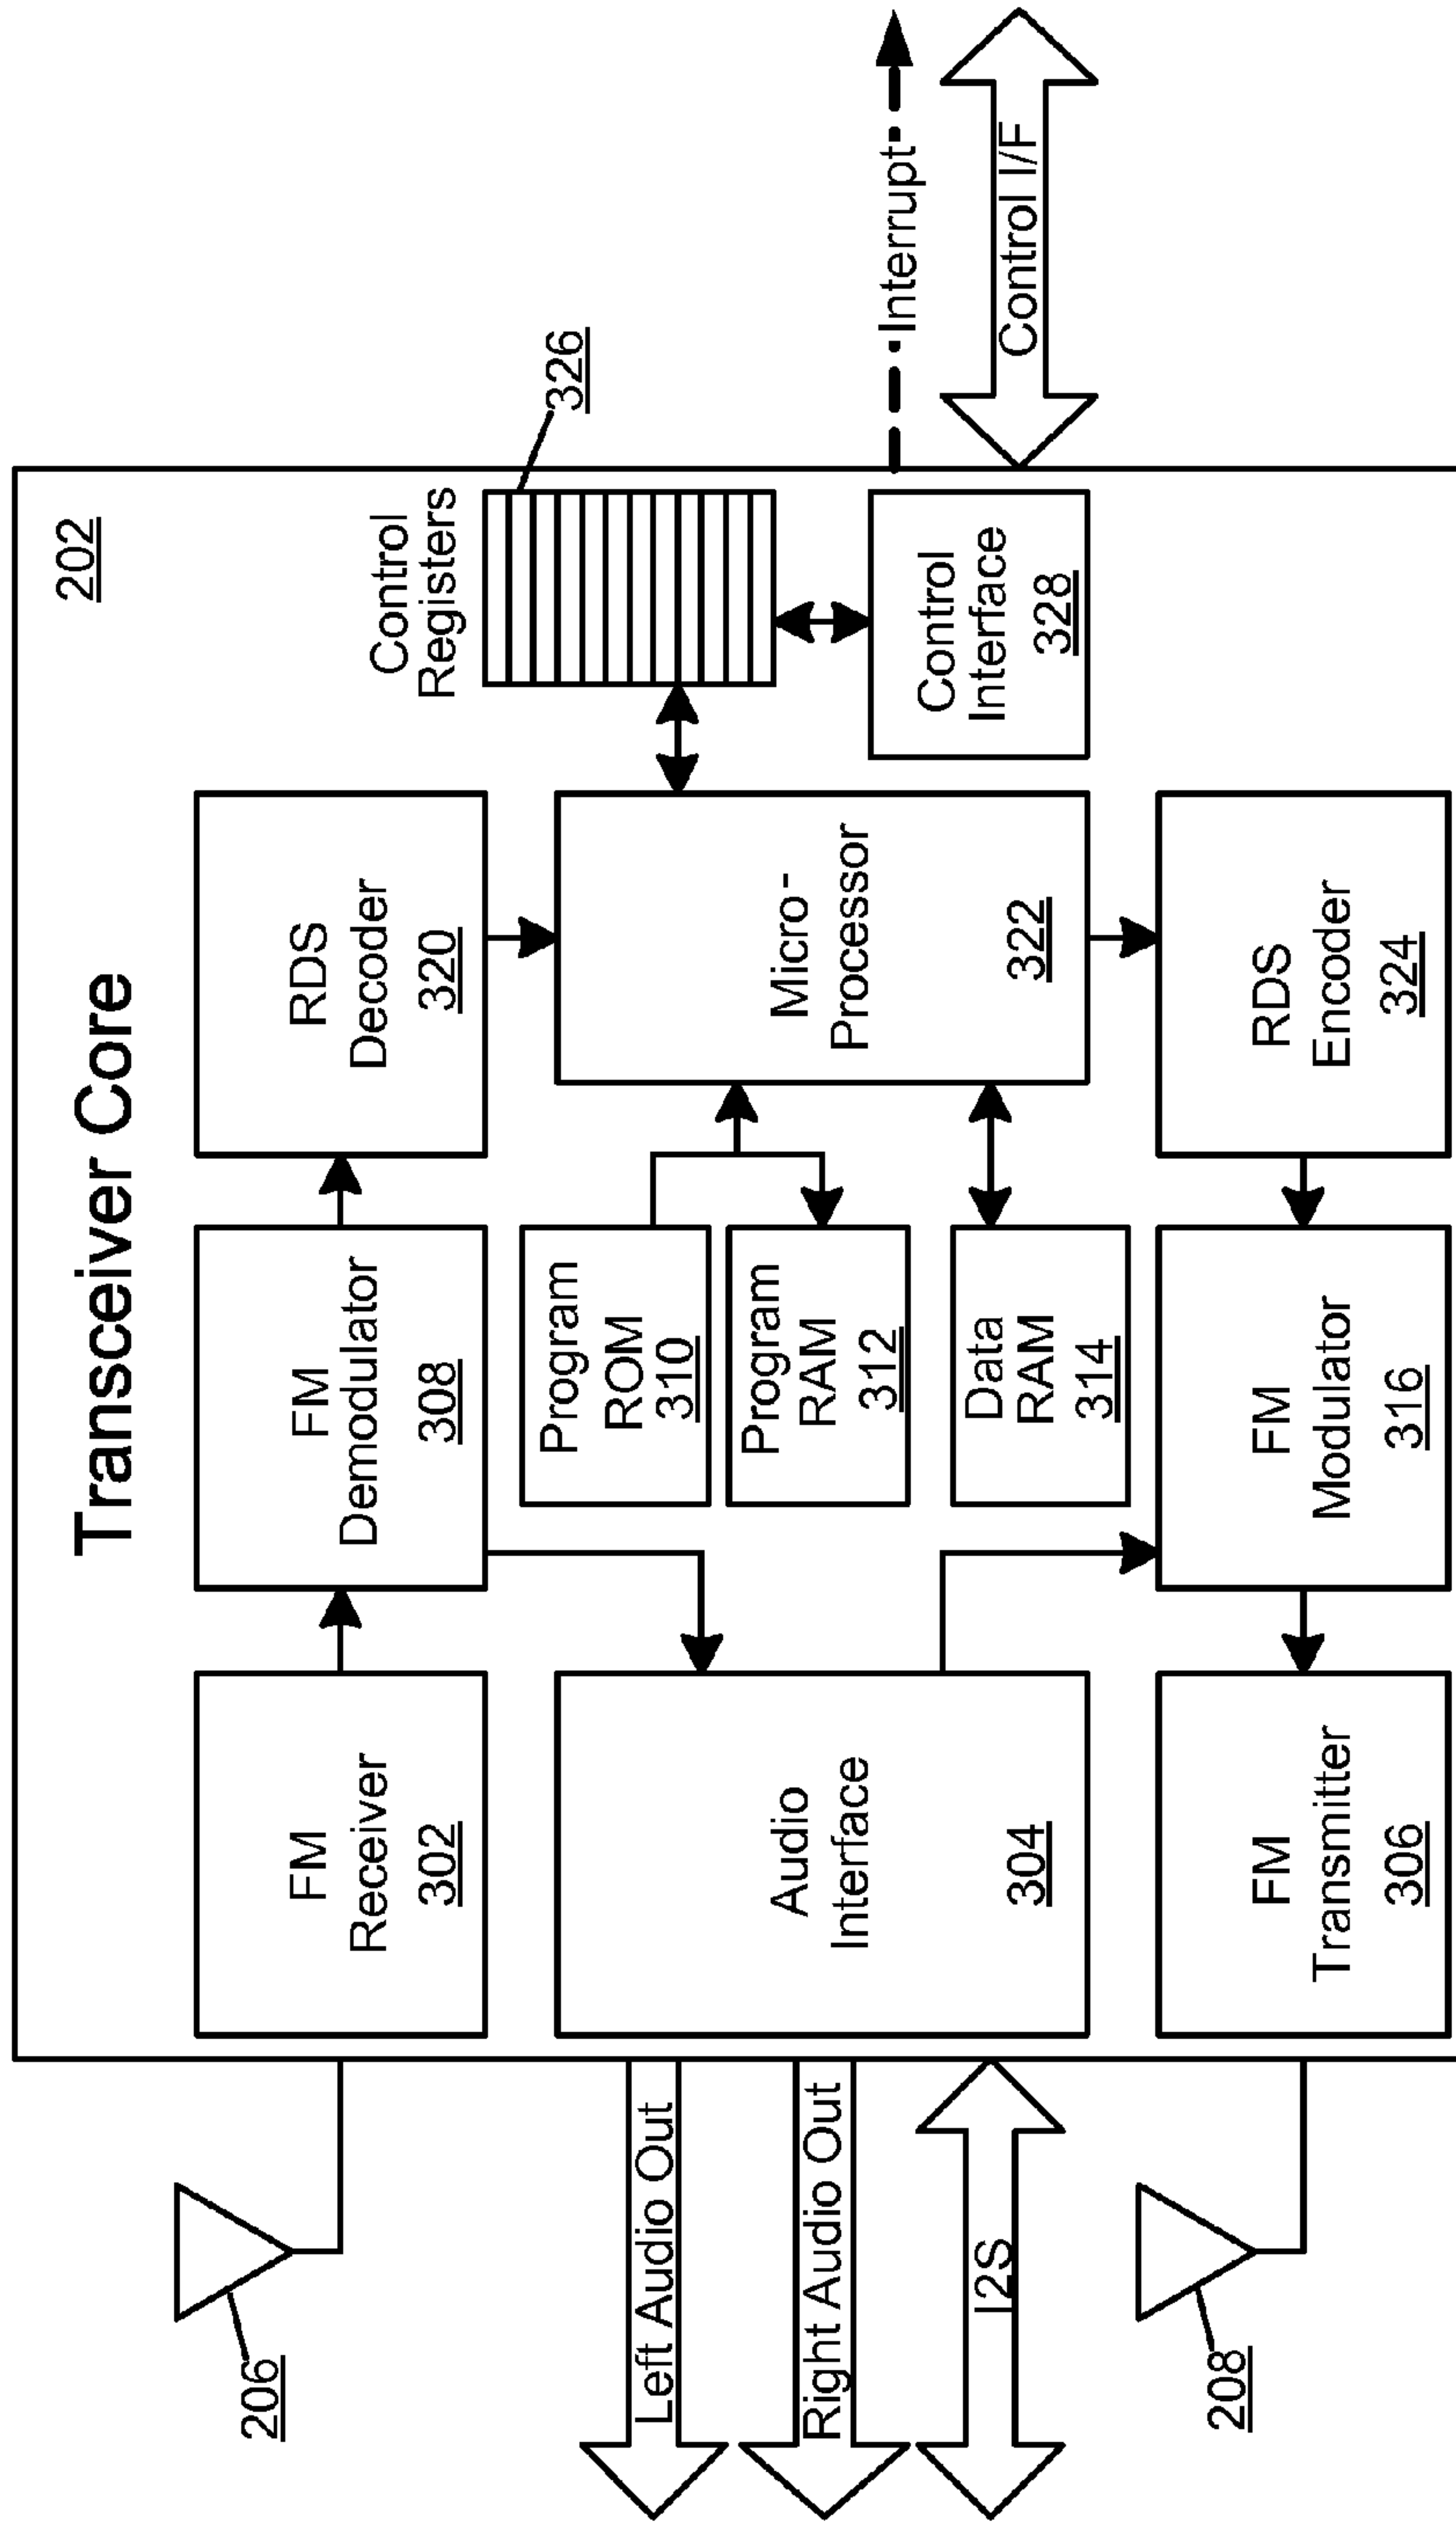 Transceiver Core
202
206
FM
Receiver
302
FM
Demodulator
308
RDS
Decoder
320
Control
Registers
326
Left Audio Out
Right Audio Out
I2S
Audio
Interface
304
Program
ROM
310
Program
RAM
312
Data
RAM
314
Micro-
Processor
322
Control
Interface
328
Interrupt
Control I/F
208
FM
Transmitter
306
FM
Modulator
316
RDS
Encoder
324